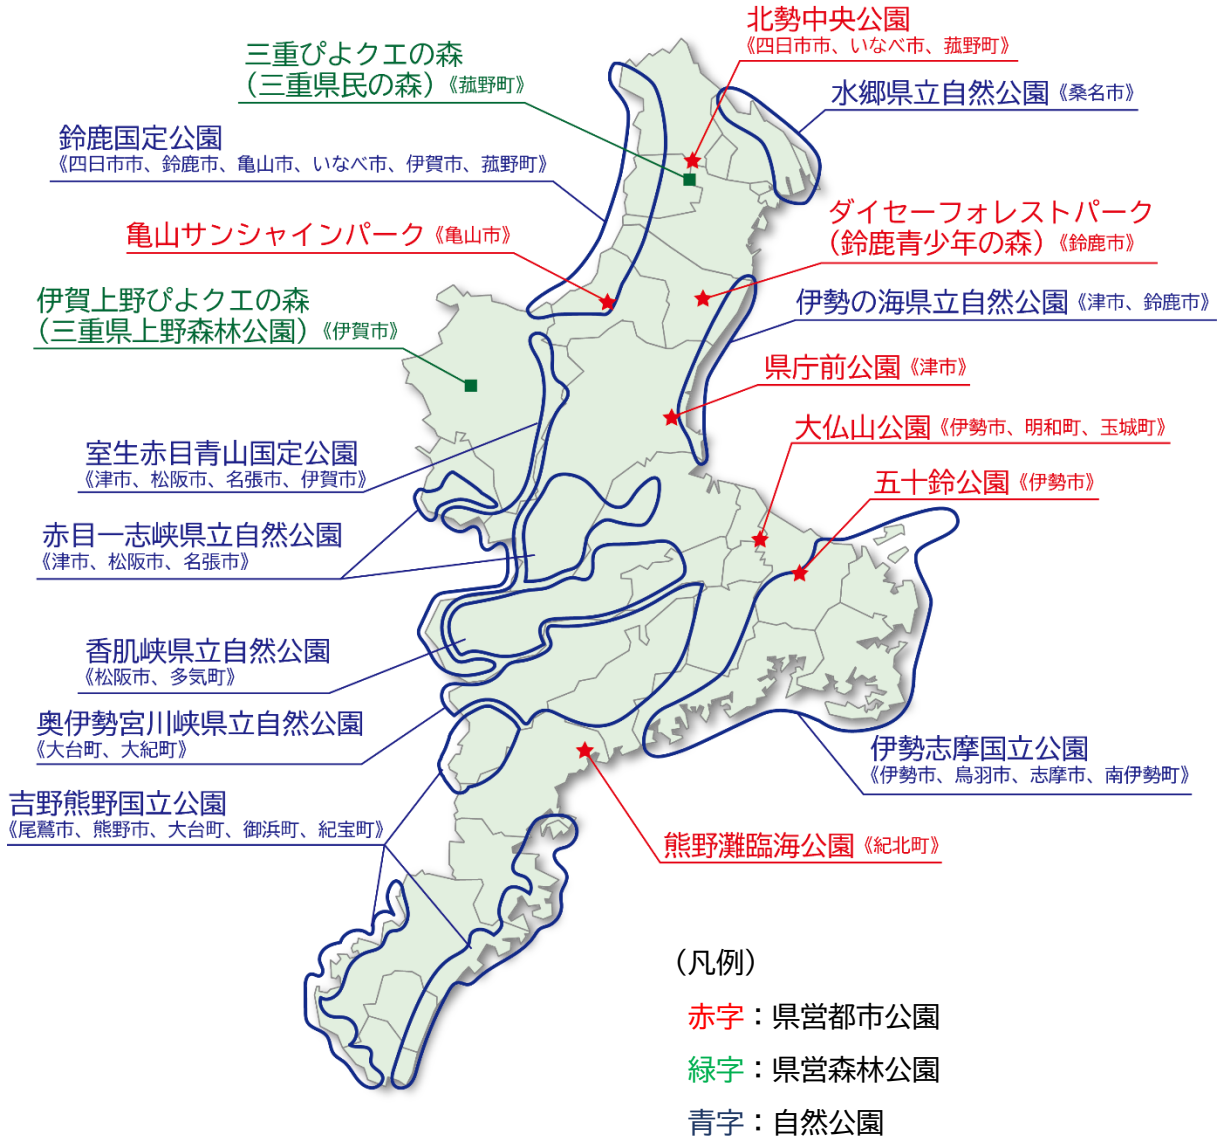 北勢中央公園
《四日市市、いなべ市、菰野町》
三重ぴよクエの森
（三重県民の森）《菰野町》
水郷県立自然公園《桑名市》
鈴鹿国定公園
《四日市市、鈴鹿市、亀山市、いなべ市、伊賀市、菰野町》
亀山サンシャインパーク《亀山市》
ダイセーフォレストパーク
（鈴鹿青少年の森）《鈴鹿市》
伊賀上野ぴよクエの森
（三重県上野森林公園）《伊賀市》
伊勢の海県立自然公園《津市、鈴鹿市》
県庁前公園《津市》
大仏山公園《伊勢市、明和町、玉城町》
室生赤目青山国定公園
《津市、松阪市、名張市、伊賀市》
五十鈴公園《伊勢市》
赤目一志峡県立自然公園
《津市、松阪市、名張市》
香肌峡県立自然公園
《松阪市、多気町》
奥伊勢宮川峡県立自然公園
《大台町、大紀町》
伊勢志摩国立公園
《伊勢市、鳥羽市、志摩市、南伊勢町》
吉野熊野国立公園
《尾鷲市、熊野市、大台町、御浜町、紀宝町》
熊野灘臨海公園《紀北町》
（凡例）
赤字：県営都市公園
緑字：県営森林公園
青字：自然公園